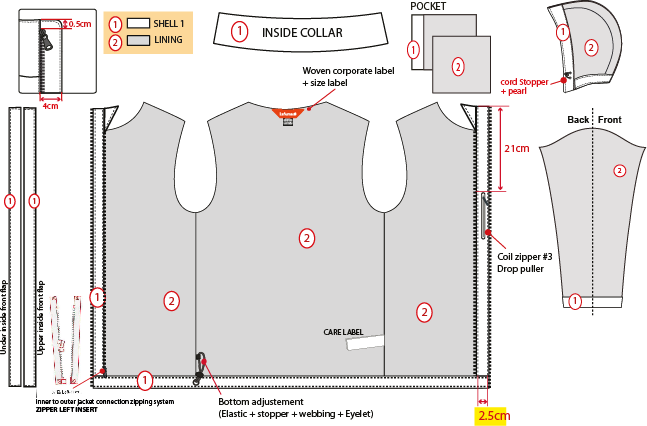 0.5cm
4cm
1 SHELL 1
2 LINING
1 INSIDE COLLAR
POCKET
1
2
1
2
cord Stopper
+ pearl
Woven corporate label
+ size label
21cm
Back Front
2
1
Coil zipper #3
Drop puller
1
1
1
2
2
2
1
CARE LABEL
Under inside front flap
Upper inside front flap
Inner to outer jacket connection zipping system
ZIPPER LEFT INSERT
Bottom adjustement
(Elastic + stopper + webbing + Eyelet)
2.5cm